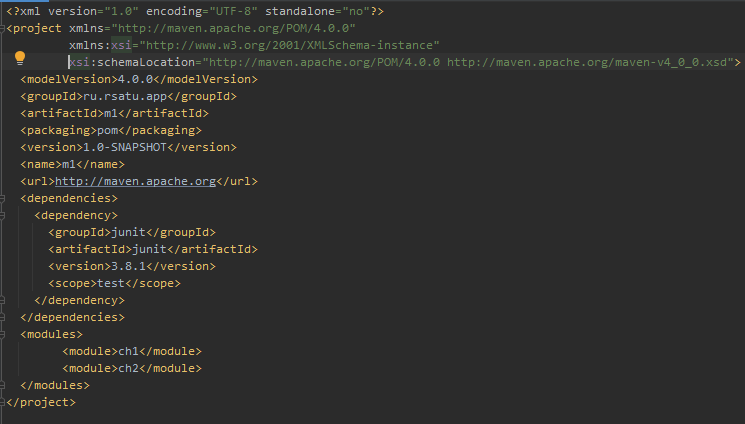 <?xml version="1.0" encoding="UTF-8" standalone="no"?>
<project xmlns="http://maven.apache.org/POM/4.0.0"
xmlns:xsi="http://www.w3.org/2001/XMLSchema-instance"
xsi:schemaLocation="http://maven.apache.org/POM/4.0.0 http://maven.apache.org/maven-v4_0_0.xsd">
<modelVersion>4.0.0</modelVersion>
<groupId>ru.rsatu.app</groupId>
<artifactId>m1</artifactId>
<packaging>pom</packaging>
<version>1.0-SNAPSHOT</version>
<name>m1</name>
<url>http://maven.apache.org</url>
<dependencies>
<dependency>
<groupId>junit</groupId>
<artifactId>junit</artifactId>
<version>3.8.1</version>
<scope>test</scope>
</dependency>
</dependencies>
<modules>
<module>ch1</module>
<module>ch2</module>
</modules>
</project>